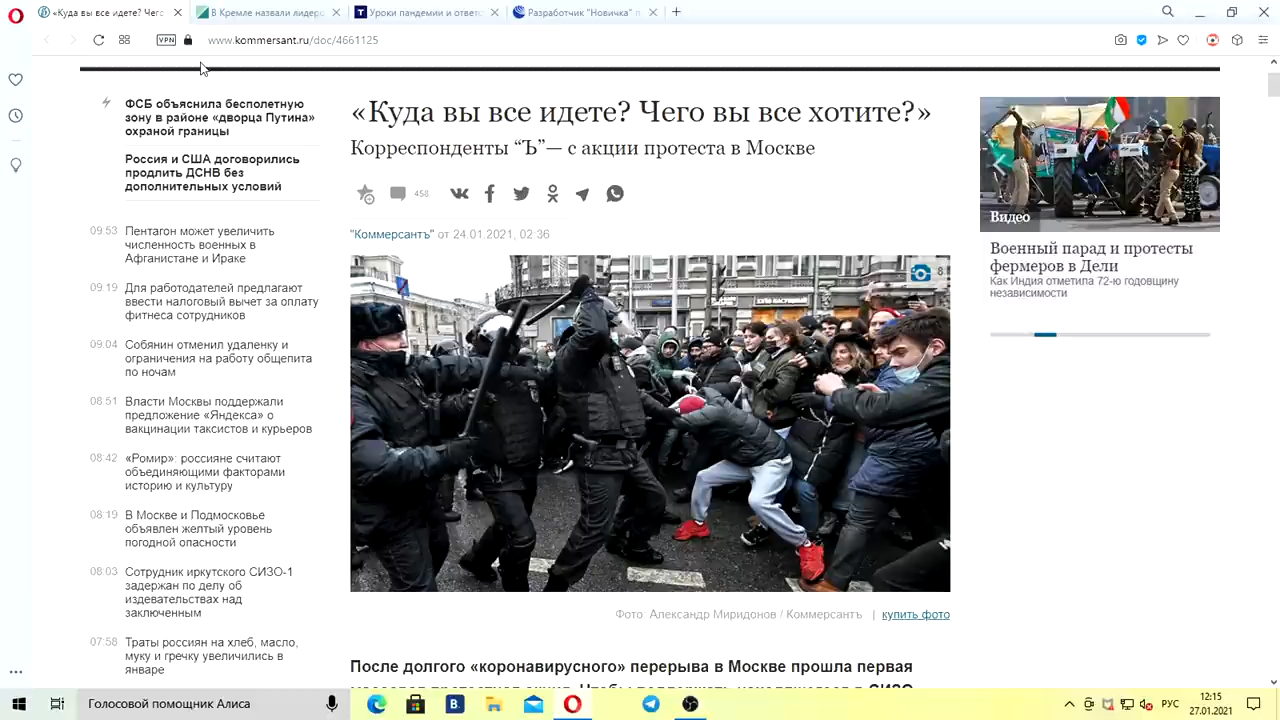 «Куда вы все идете? Чего
В Кремле назвали лидеро
Уроки пандемии и ответс
Разработчик "Новичка" п
VPN
www.kommersant.ru/doc/4661125
ФСБ объяснила бесполетную
зону в районе «дворца Путина»
охраной границы
Россия и США договорились
продлить ДСНВ без
дополнительных условий
09:53 Пентагон может увеличить
численность военных в
Афганистане и Ираке
09:19 Для работодателей предлагают
ввести налоговый вычет за оплату
фитнеса сотрудников
09:04 Собянин отменил удаленку и
ограничения на работу общепита
по ночам
08:51 Власти Москвы поддержали
предложение «Яндекса» о
вакцинации таксистов и курьеров
08:42 «Ромир»: россияне считают
объединяющими факторами
историю и культуру
08:19 В Москве и Подмосковье
объявлен желтый уровень
погодной опасности
08:03 Сотрудник иркутского СИЗО-1
задержан по делу об
издевательствах над
заключенным
07:58 Траты россиян на хлеб, масло,
муку и гречку увеличились в
январе
«Куда вы все идете? Чего вы все хотите?»
Корреспонденты “Ъ”— с акции протеста в Москве
458
"Коммерсантъ" от 24.01.2021, 02:36
8
Фото: Александр Миридонов / Коммерсантъ | купить фото
После долгого «коронавирусного» перерыва в Москве прошла первая
Видео
Военный парад и протесты
фермеров в Дели
Как Индия отметила 72-ю годовщину
независимости
Голосовой помощник Алиса
РУС
12:15
27.01.2021